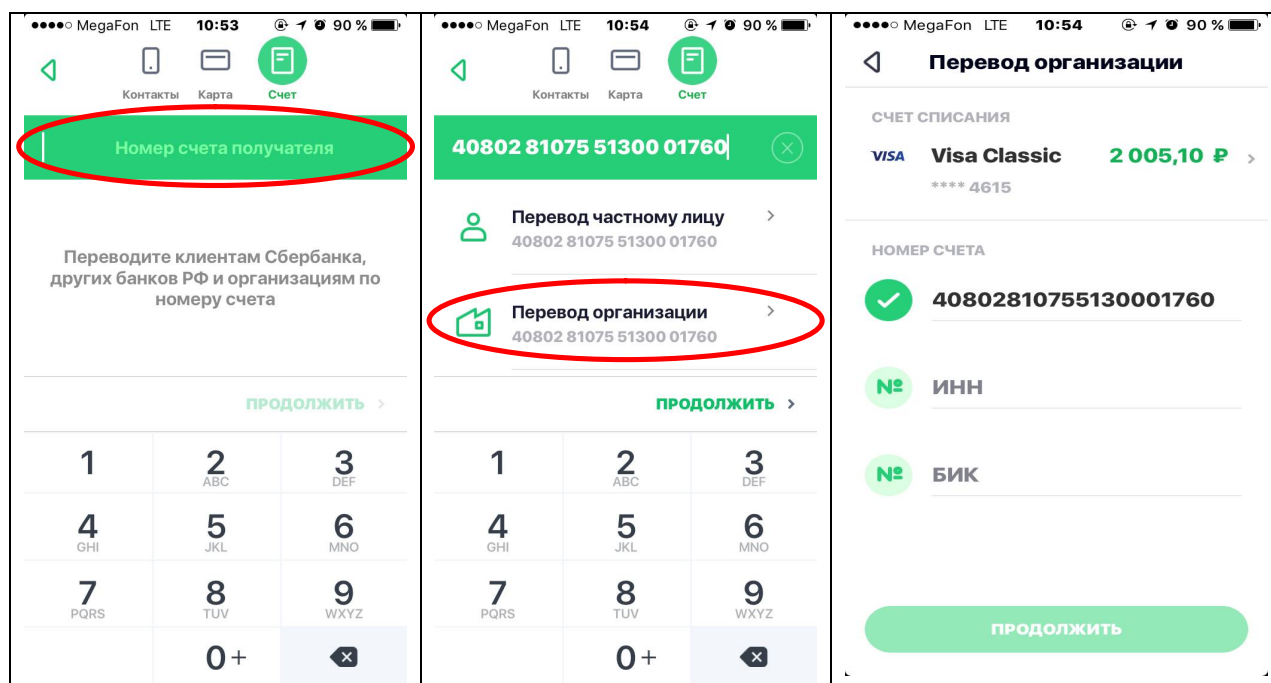 MegaFon LTE 10:53 90 %
Контакты Карта Счет
Номер счета получателя
Переводите клиентам Сбербанка,
других банков РФ и организациям по
номеру счета
ПРОДОЛЖИТЬ
1 2 3
ABC DEF
4 5 6
GHI JKL MNO
7 8 9
PQRS TUV WXYZ
0 +
MegaFon LTE 10:54 90 %
Контакты Карта Счет
40802 81075 51300 01760
Перевод частному лицу
40802 81075 51300 01760
Перевод организации
40802 81075 51300 01760
ПРОДОЛЖИТЬ
1 2 3
ABC DEF
4 5 6
GHI JKL MNO
7 8 9
PQRS TUV WXYZ
0 +
MegaFon LTE 10:54 90 %
Перевод организации
СЧЕТ СПИСАНИЯ
VISA Visa Classic 2 005,10 ₽
**** 4615
НОМЕР СЧЕТА
40802810755130001760
№ ИНН
№ БИК
ПРОДОЛЖИТЬ